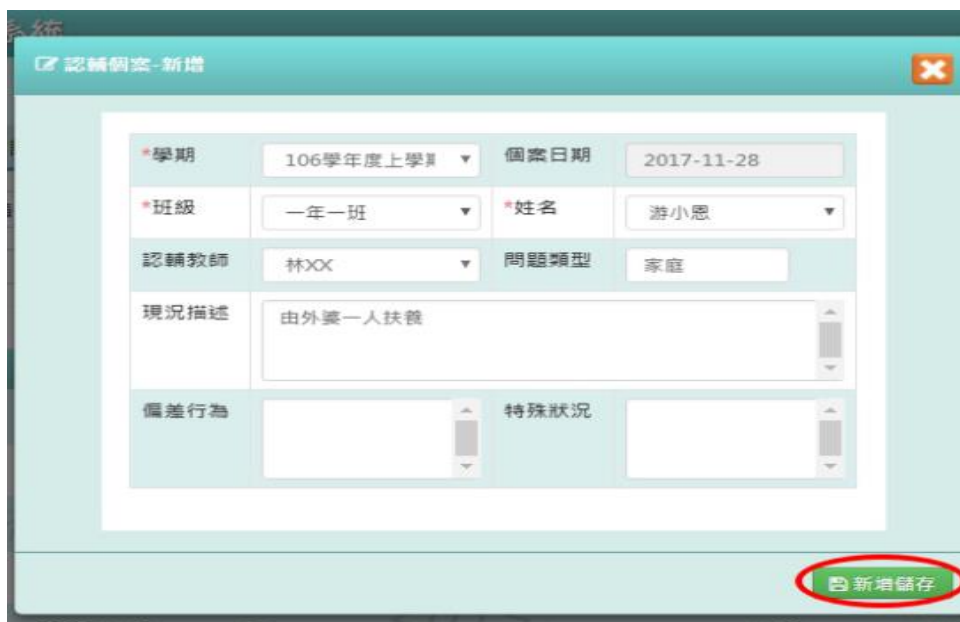 系統
認輔個案-新增
*學期 106學年度上學期 個案日期 2017-11-28
*班級 一年一班 *姓名 游小恩
認輔教師 林XX 問題類型 家庭
現況描述 由外婆一人扶養
偏差行為 特殊狀況
新增儲存